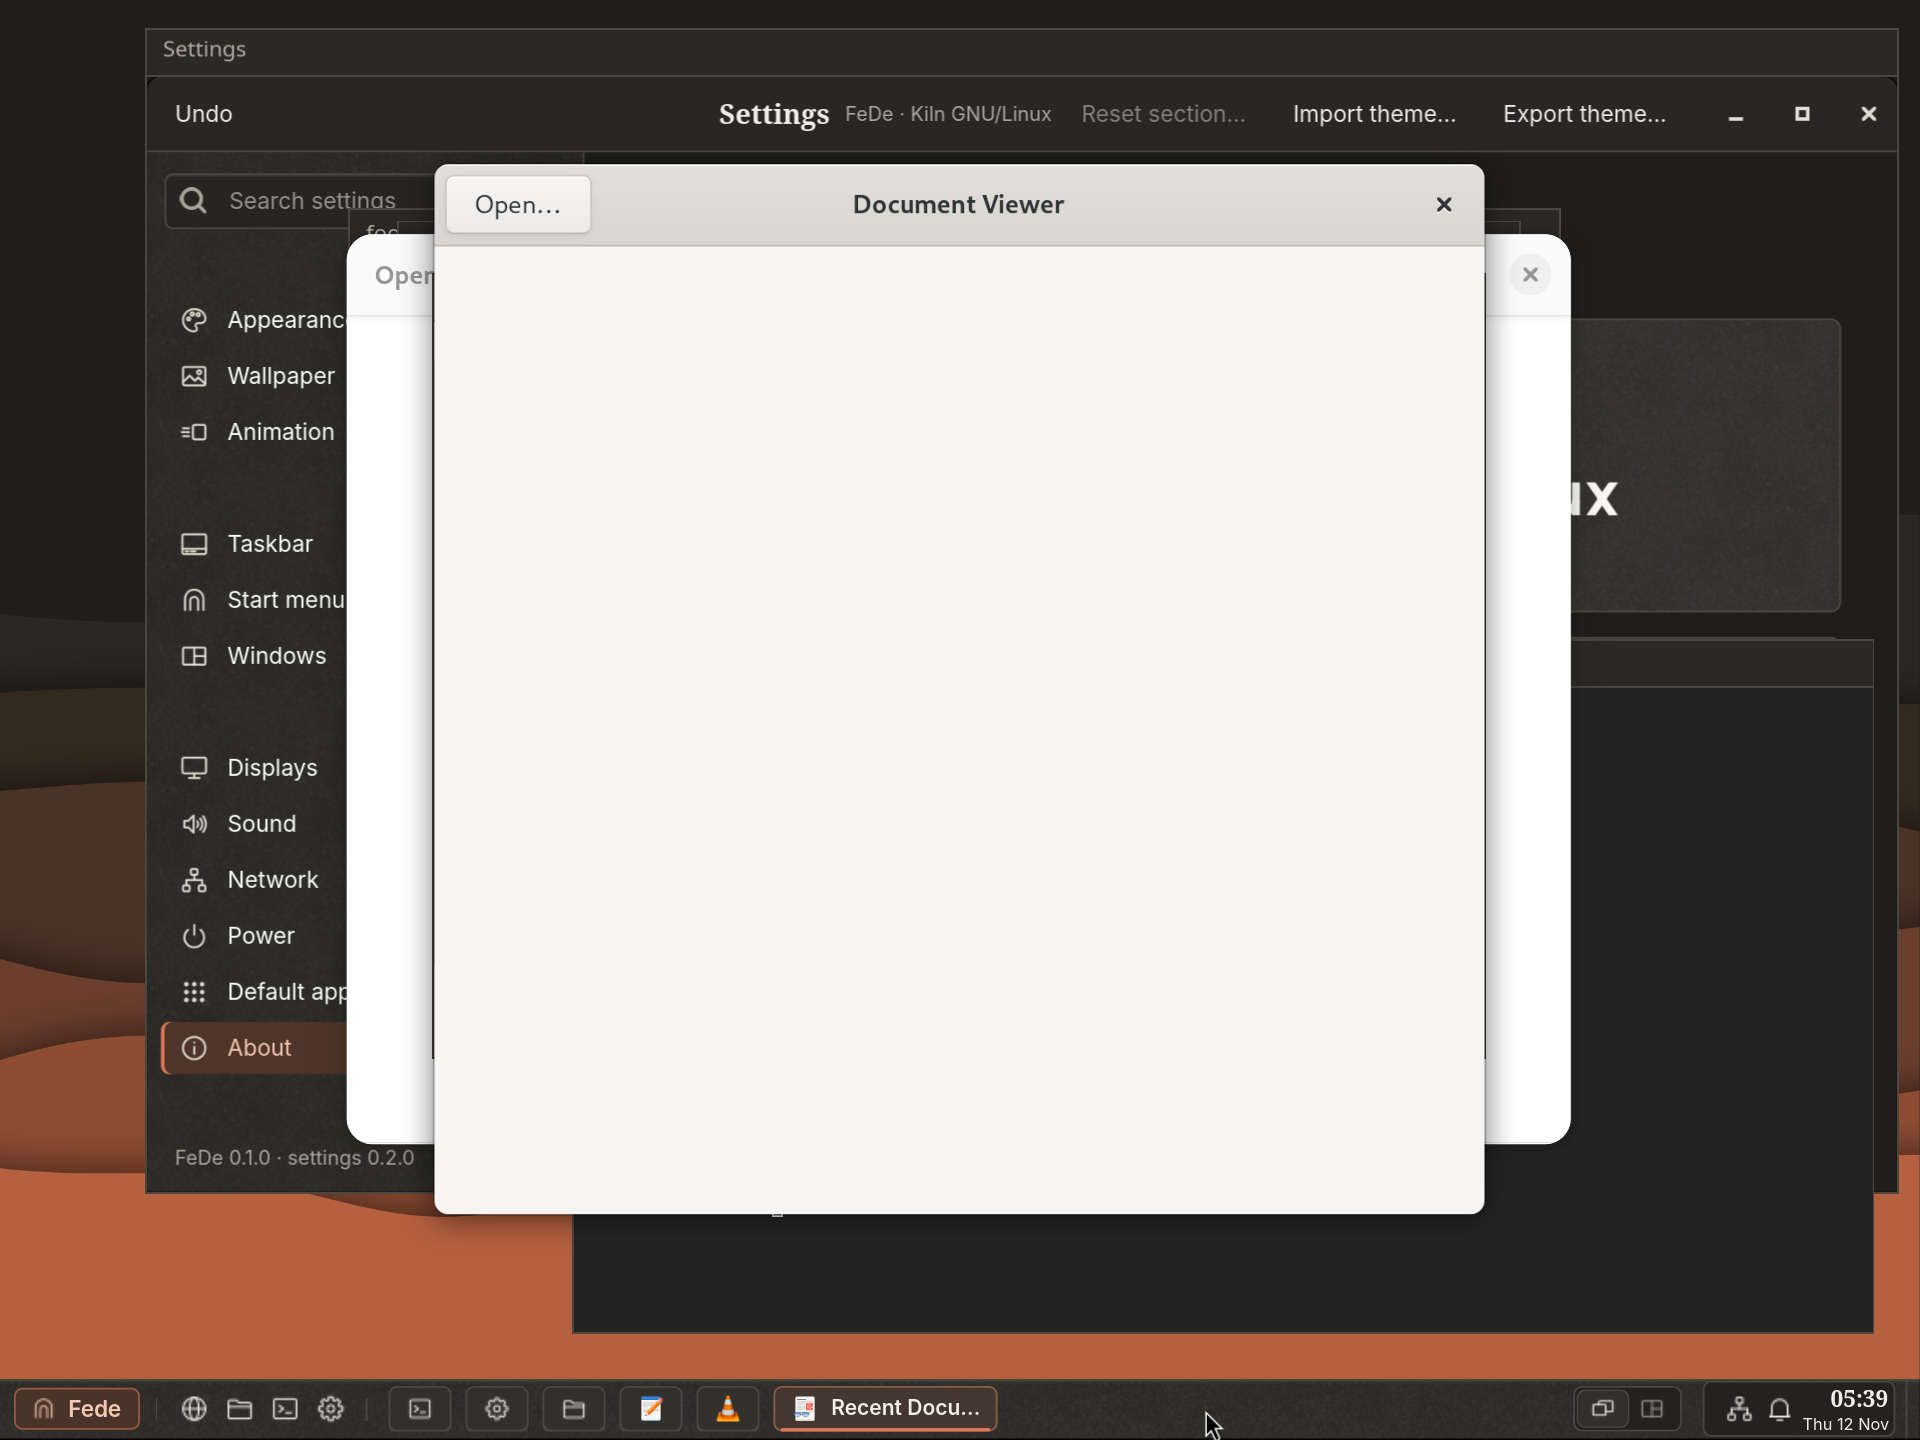 Settings
Undo
Settings FeDe · Kiln GNU/Linux Reset section... Import theme... Export theme...
Search settings
Open...
Document Viewer
Open
Appearanc
Wallpaper
Animation
Taskbar
Start menu
Windows
Displays
Sound
Network
Power
Default app
About
ux
FeDe 0.1.0 · settings 0.2.0
Fede
Recent Docu...
05:39
Thu 12 Nov